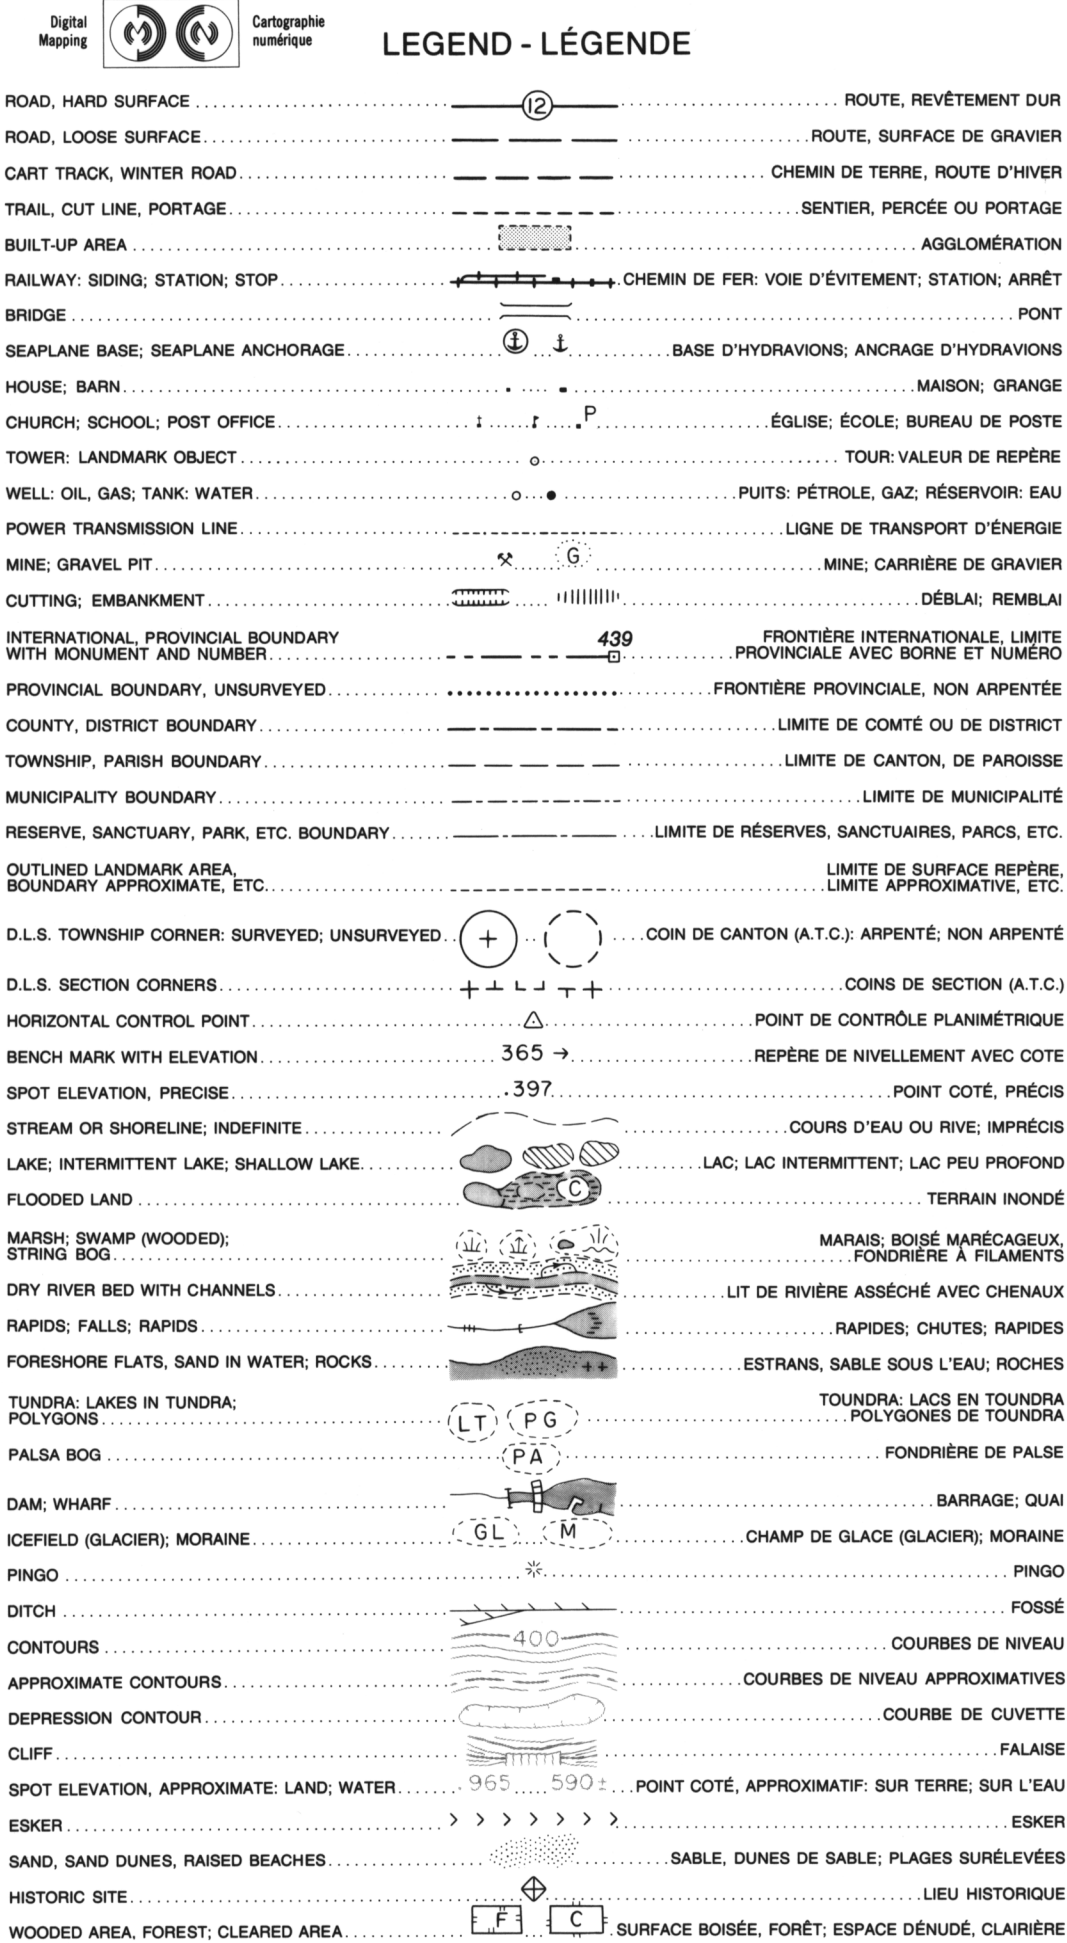 Digital Cartographie
Mapping numérique
LEGEND - LÉGENDE
ROAD, HARD SURFACE 12 ROUTE, REVÊTEMENT DUR
ROAD, LOOSE SURFACE ROUTE, SURFACE DE GRAVIER
CART TRACK, WINTER ROAD CHEMIN DE TERRE, ROUTE D'HIVER
TRAIL, CUT LINE, PORTAGE SENTIER, PERCÉE OU PORTAGE
BUILT-UP AREA AGGLOMÉRATION
RAILWAY: SIDING; STATION; STOP CHEMIN DE FER: VOIE D'ÉVITEMENT; STATION; ARRÊT
BRIDGE PONT
SEAPLANE BASE; SEAPLANE ANCHORAGE BASE D'HYDRAVIONS; ANCRAGE D'HYDRAVIONS
HOUSE; BARN MAISON; GRANGE
CHURCH; SCHOOL; POST OFFICE P ÉGLISE; ÉCOLE; BUREAU DE POSTE
TOWER: LANDMARK OBJECT TOUR: VALEUR DE REPÈRE
WELL: OIL, GAS; TANK: WATER PUITS: PÉTROLE, GAZ; RÉSERVOIR: EAU
POWER TRANSMISSION LINE LIGNE DE TRANSPORT D'ÉNERGIE
MINE; GRAVEL PIT G MINE; CARRIÈRE DE GRAVIER
CUTTING; EMBANKMENT DÉBLAI; REMBLAI
INTERNATIONAL, PROVINCIAL BOUNDARY 439 FRONTIÈRE INTERNATIONALE, LIMITE
WITH MONUMENT AND NUMBER PROVINCIALE AVEC BORNE ET NUMÉRO
PROVINCIAL BOUNDARY, UNSURVEYED FRONTIÈRE PROVINCIALE, NON ARPENTÉE
COUNTY, DISTRICT BOUNDARY LIMITE DE COMTÉ OU DE DISTRICT
TOWNSHIP, PARISH BOUNDARY LIMITE DE CANTON, DE PAROISSE
MUNICIPALITY BOUNDARY LIMITE DE MUNICIPALITÉ
RESERVE, SANCTUARY, PARK, ETC. BOUNDARY LIMITE DE RÉSERVES, SANCTUAIRES, PARCS, ETC.
OUTLINED LANDMARK AREA, LIMITE DE SURFACE REPÈRE,
BOUNDARY APPROXIMATE, ETC. LIMITE APPROXIMATIVE, ETC.
D.L.S. TOWNSHIP CORNER: SURVEYED; UNSURVEYED COIN DE CANTON (A.T.C.): ARPENTÉ; NON ARPENTÉ
D.L.S. SECTION CORNERS COINS DE SECTION (A.T.C.)
HORIZONTAL CONTROL POINT POINT DE CONTRÔLE PLANIMÉTRIQUE
BENCH MARK WITH ELEVATION 365 → REPÈRE DE NIVELLEMENT AVEC COTE
SPOT ELEVATION, PRECISE .397 POINT COTÉ, PRÉCIS
STREAM OR SHORELINE; INDEFINITE COURS D'EAU OU RIVE; IMPRÉCIS
LAKE; INTERMITTENT LAKE; SHALLOW LAKE LAC; LAC INTERMITTENT; LAC PEU PROFOND
FLOODED LAND C TERRAIN INONDÉ
MARSH; SWAMP (WOODED); MARAIS; BOISÉ MARÉCAGEUX,
STRING BOG FONDRIÈRE À FILAMENTS
DRY RIVER BED WITH CHANNELS LIT DE RIVIÈRE ASSÉCHÉ AVEC CHENAUX
RAPIDS; FALLS; RAPIDS RAPIDES; CHUTES; RAPIDES
FORESHORE FLATS, SAND IN WATER; ROCKS ESTRANS, SABLE SOUS L'EAU; ROCHES
TUNDRA: LAKES IN TUNDRA; TOUNDRA: LACS EN TOUNDRA
POLYGONS LT PG POLYGONES DE TOUNDRA
PALSA BOG PA FONDRIÈRE DE PALSE
DAM; WHARF BARRAGE; QUAI
ICEFIELD (GLACIER); MORAINE GL M CHAMP DE GLACE (GLACIER); MORAINE
PINGO PINGO
DITCH FOSSÉ
CONTOURS 400 COURBES DE NIVEAU
APPROXIMATE CONTOURS COURBES DE NIVEAU APPROXIMATIVES
DEPRESSION CONTOUR COURBE DE CUVETTE
CLIFF FALAISE
SPOT ELEVATION, APPROXIMATE: LAND; WATER .965 590± POINT COTÉ, APPROXIMATIF: SUR TERRE; SUR L'EAU
ESKER ESKER
SAND, SAND DUNES, RAISED BEACHES SABLE, DUNES DE SABLE; PLAGES SURÉLEVÉES
HISTORIC SITE LIEU HISTORIQUE
WOODED AREA, FOREST; CLEARED AREA F C SURFACE BOISÉE, FORÊT; ESPACE DÉNUDÉ, CLAIRIÈRE